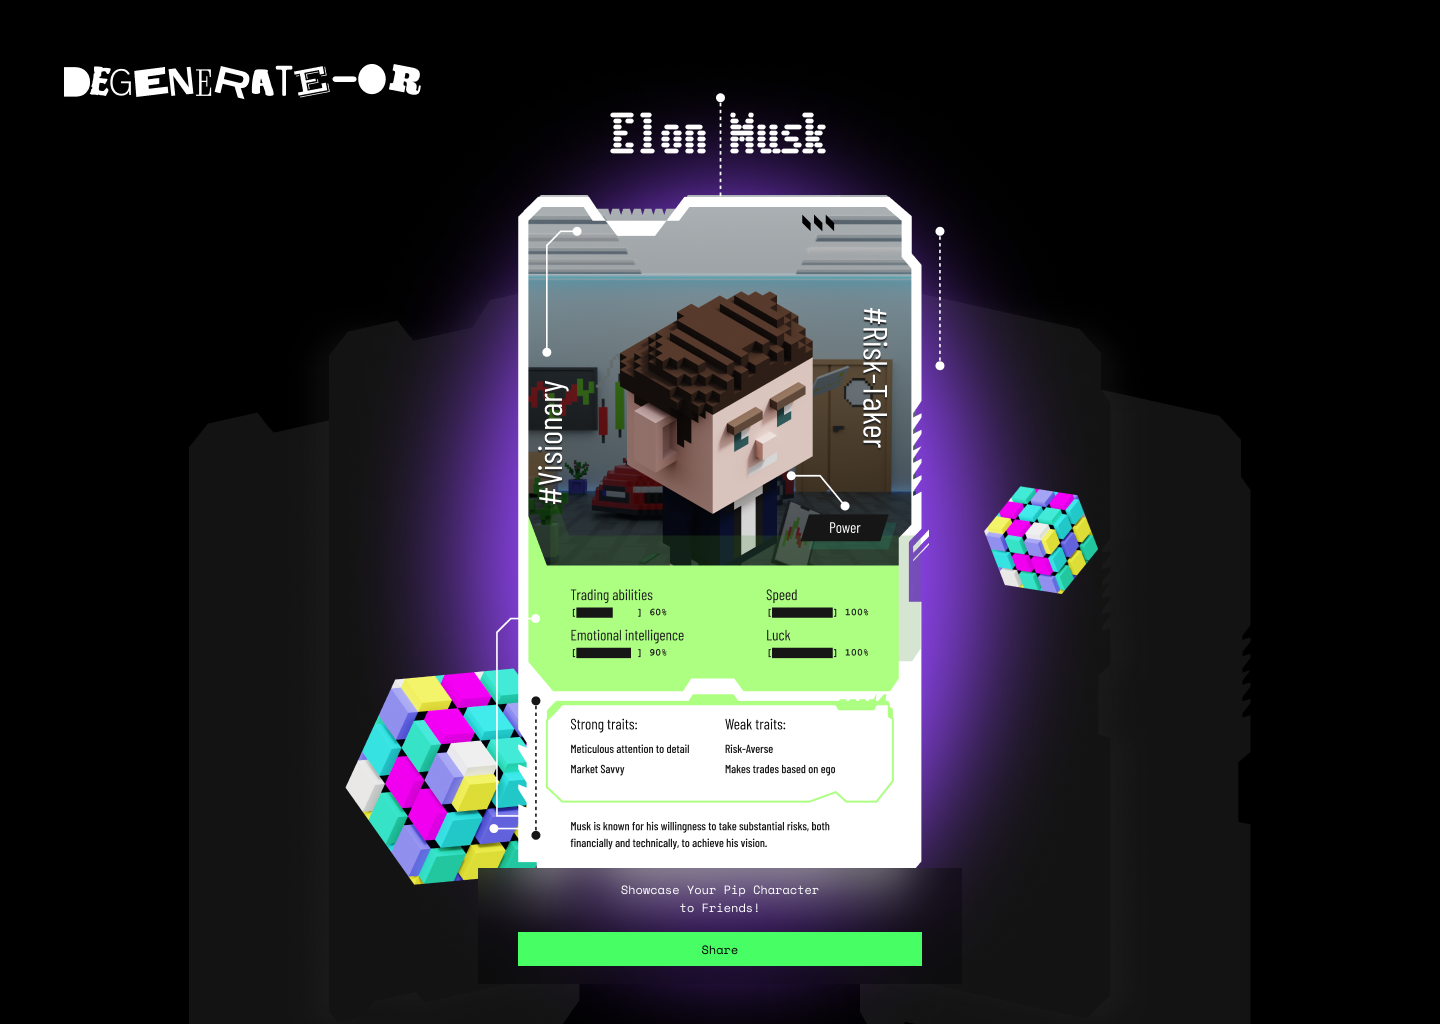 DEGENERATE-OR
Elon Musk
#Visionary
#Risk-Taker
Power
Trading abilities
[ ] 60%
Speed
[ ] 100%
Emotional intelligence
[ ] 90%
Luck
[ ] 100%
Strong traits:
Meticulous attention to detail
Market Savvy
Weak traits:
Risk-Averse
Makes trades based on ego
Musk is known for his willingness to take substantial risks, both
financially and technically, to achieve his vision.
Showcase Your Pip Character
to Friends!
Share